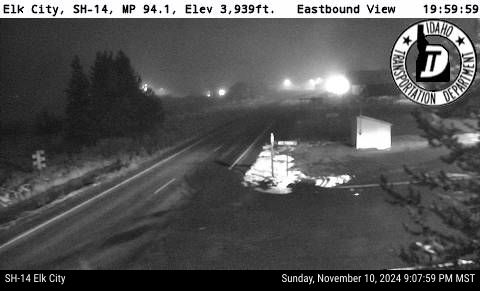 Elk City, SH-14, MP 94.1, Elev 3,939ft.   Eastbound View   19:59:59
IDAHO
TRANSPORTATION DEPARTMENT
SH-14 Elk City   Sunday, November 10, 2024 9:07:59 PM MST